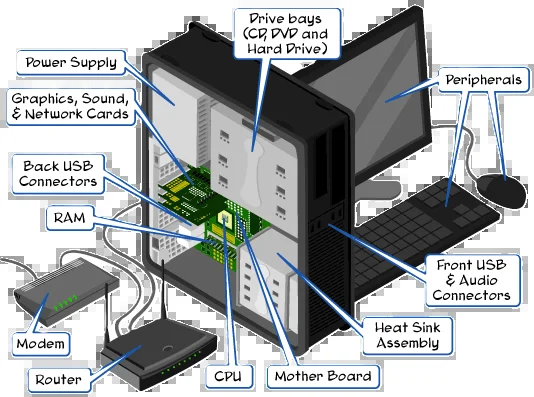 Drive bays
(CD, DVD and
Hard Drive)
Power Supply
Peripherals
Graphics, Sound,
& Network Cards
Back USB
Connectors
RAM
Front USB
& Audio
Connectors
Modem
Heat Sink
Assembly
Router
CPU
Mother Board